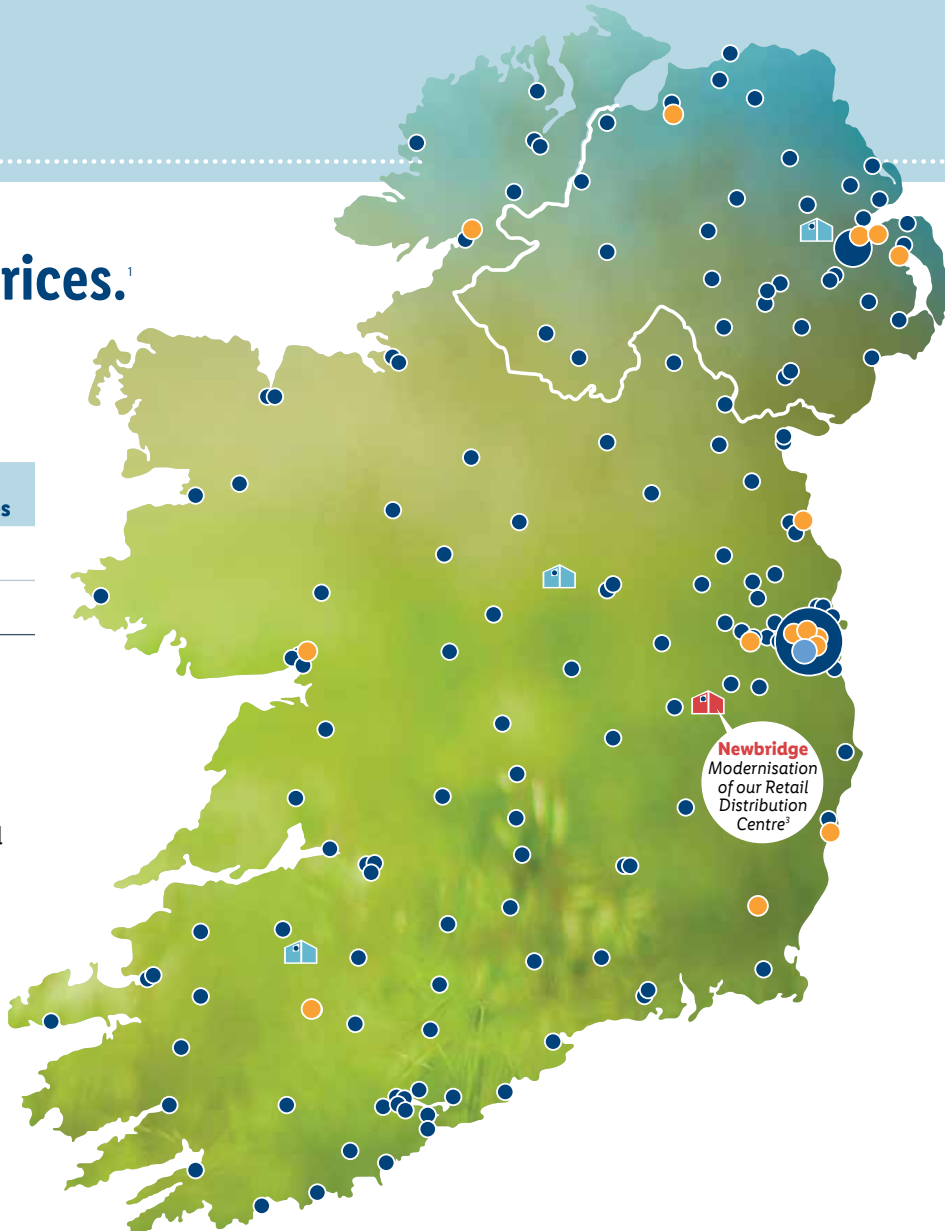 rices.¹
s
l
Newbridge
Modernisation
of our Retail
Distribution
Centre³